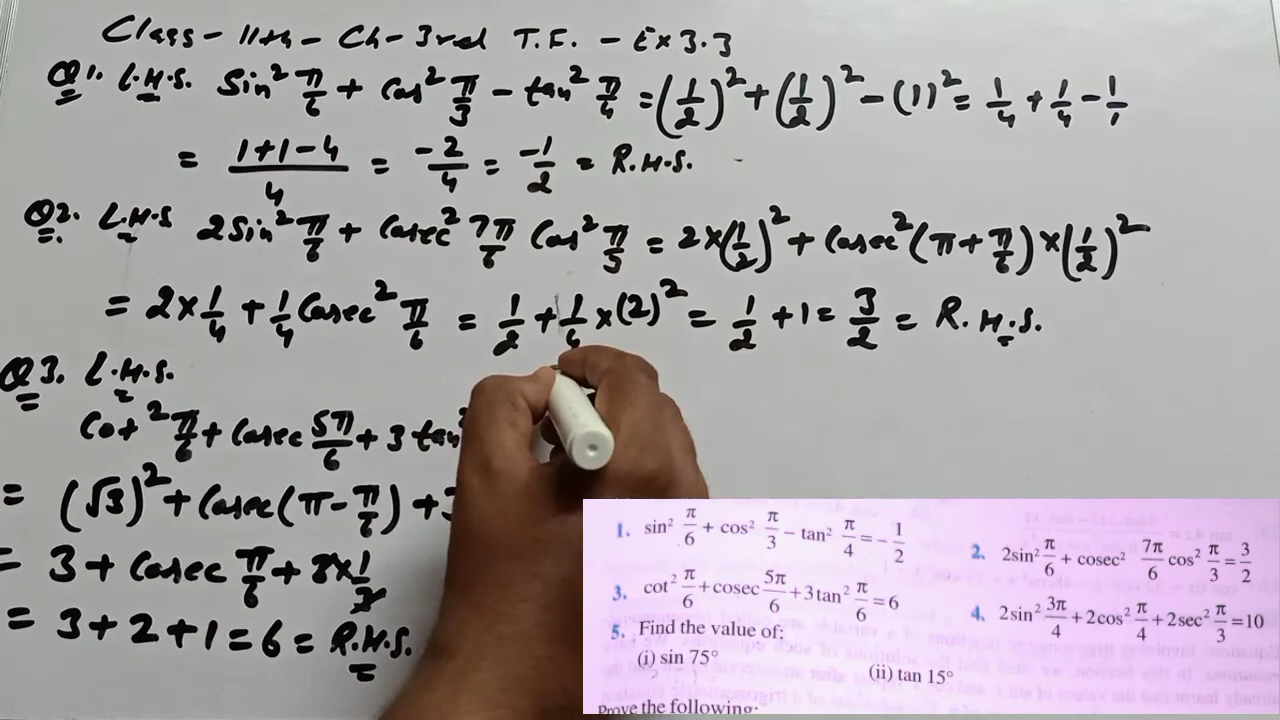 Class - 11th - Ch - 3rd T.F. - Ex 3.3
Q1. L.H.S. Sin² π/6 + Cos² π/3 - tan² π/4 = (1/2)² + (1/2)² - (1)² = 1/4 + 1/4 - 1/1
= (1+1-4)/4 = -2/4 = -1/2 = R.H.S.
Q2. L.H.S 2Sin² π/6 + Cosec² 7π/6 Cos² π/3 = 2×(1/2)² + Cosec²(π+π/6)×(1/2)²
= 2×1/4 + 1/4 Cosec² π/6 = 1/2 + 1/4 ×(2)² = 1/2 + 1 = 3/2 = R.H.S.
Q3. L.H.S.
Cot² π/6 + Cosec 5π/6 + 3 tan
= (√3)² + Cosec(π-π/6) +
= 3 + Cosec π/6 + 3×1/3
= 3+2+1=6= R.H.S.
1. sin² π/6 + cos² π/3 − tan² π/4 = −1/2
2. 2sin² π/6 + cosec² 7π/6 cos² π/3 = 3/2
3. cot² π/6 + cosec 5π/6 + 3tan² π/6 = 6
4. 2sin² 3π/4 + 2cos² π/4 + 2sec² π/3 = 10
5. Find the value of:
(i) sin 75°
(ii) tan 15°
Prove the following: